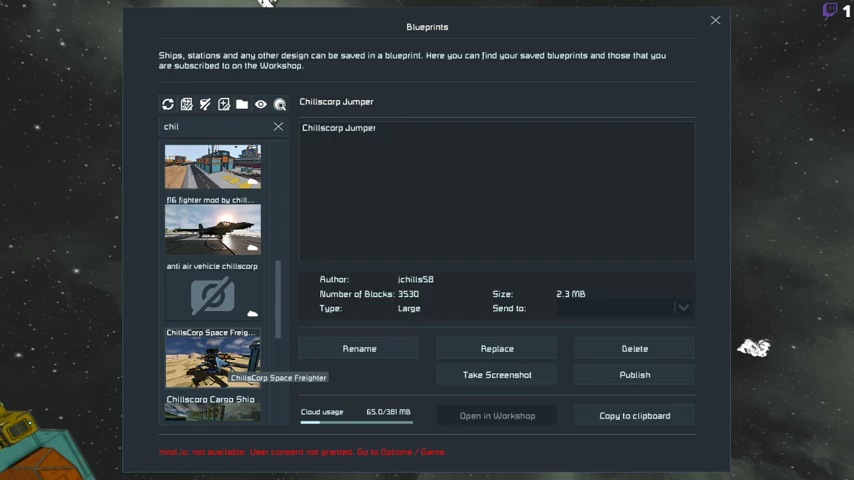 1
Blueprints
Ships, stations and any other design can be saved in a blueprint. Here you can find your saved blueprints and those that you
are subscribed to on the Workshop.
Chillscorp Jumper
chil
Chillscorp Jumper
f16 fighter mod by chill...
anti air vehicle chillscorp
Author: jchills58
Number of Blocks: 3530 Size: 2.3 MB
Type: Large Send to:
ChillsCorp Space Freig...
Rename Replace Delete
ChillsCorp Space Freighter
Take Screenshot Publish
Chillscorp Cargo Ship
Cloud usage 65.0/381 MB
Open in Workshop Copy to clipboard
mod.io: not available. User consent not granted. Go to Options / Game.